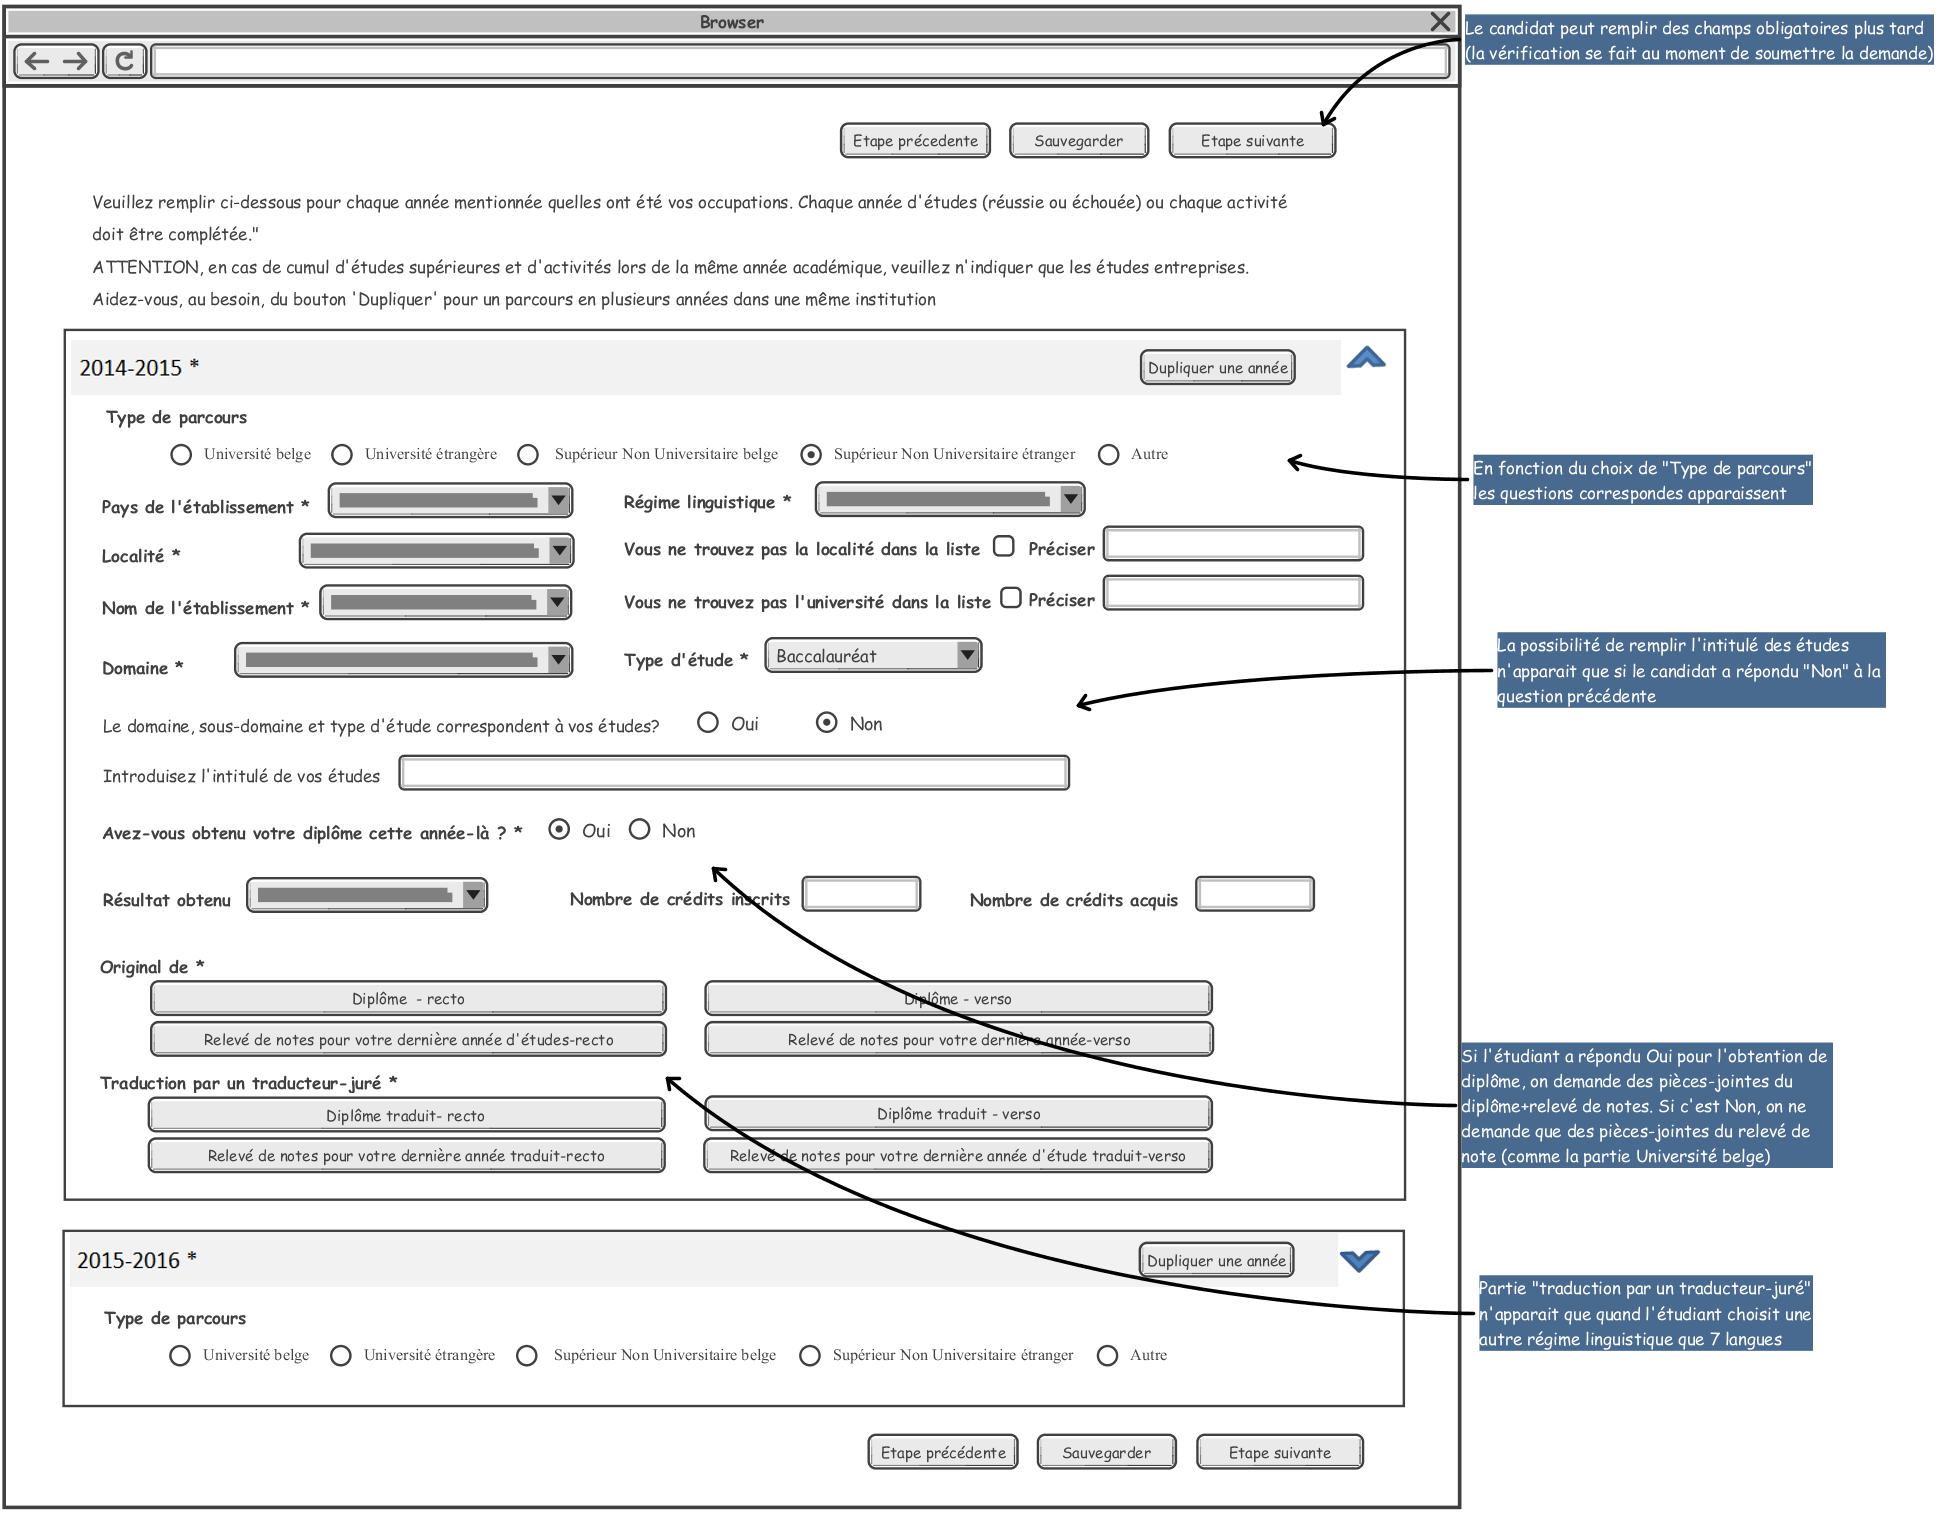 Browser
Le candidat peut remplir des champs obligatoires plus tard
(la vérification se fait au moment de soumettre la demande)
Etape précedente
Sauvegarder
Etape suivante
Veuillez remplir ci-dessous pour chaque année mentionnée quelles ont été vos occupations. Chaque année d'études (réussie ou échouée) ou chaque activité
doit être complétée."
ATTENTION, en cas de cumul d'études supérieures et d'activités lors de la même année académique, veuillez n'indiquer que les études entreprises.
Aidez-vous, au besoin, du bouton 'Dupliquer' pour un parcours en plusieurs années dans une même institution
2014-2015 *
Dupliquer une année
Type de parcours
Université belge
Université étrangère
Supérieur Non Universitaire belge
Supérieur Non Universitaire étranger
Autre
En fonction du choix de "Type de parcours"
les questions correspondes apparaissent
Pays de l'établissement *
Régime linguistique *
Localité *
Vous ne trouvez pas la localité dans la liste
Préciser
Nom de l'établissement *
Vous ne trouvez pas l'université dans la liste
Préciser
Domaine *
Type d'étude *
Baccalauréat
La possibilité de remplir l'intitulé des études
n'apparait que si le candidat a répondu "Non" à la
question précédente
Le domaine, sous-domaine et type d'étude correspondent à vos études?
Oui
Non
Introduisez l'intitulé de vos études
Avez-vous obtenu votre diplôme cette année-là ? *
Oui
Non
Résultat obtenu
Nombre de crédits inscrits
Nombre de crédits acquis
Original de *
Diplôme - recto
Diplôme - verso
Relevé de notes pour votre dernière année d'études-recto
Relevé de notes pour votre dernière année-verso
Si l'étudiant a répondu Oui pour l'obtention de
diplôme, on demande des pièces-jointes du
diplôme+relevé de notes. Si c'est Non, on ne
demande que des pièces-jointes du relevé de
note (comme la partie Université belge)
Traduction par un traducteur-juré *
Diplôme traduit- recto
Diplôme traduit - verso
Relevé de notes pour votre dernière année traduit-recto
Relevé de notes pour votre dernière année d'étude traduit-verso
2015-2016 *
Dupliquer une année
Partie "traduction par un traducteur-juré"
n'apparait que quand l'étudiant choisit une
autre régime linguistique que 7 langues
Type de parcours
Université belge
Université étrangère
Supérieur Non Universitaire belge
Supérieur Non Universitaire étranger
Autre
Etape précédente
Sauvegarder
Etape suivante